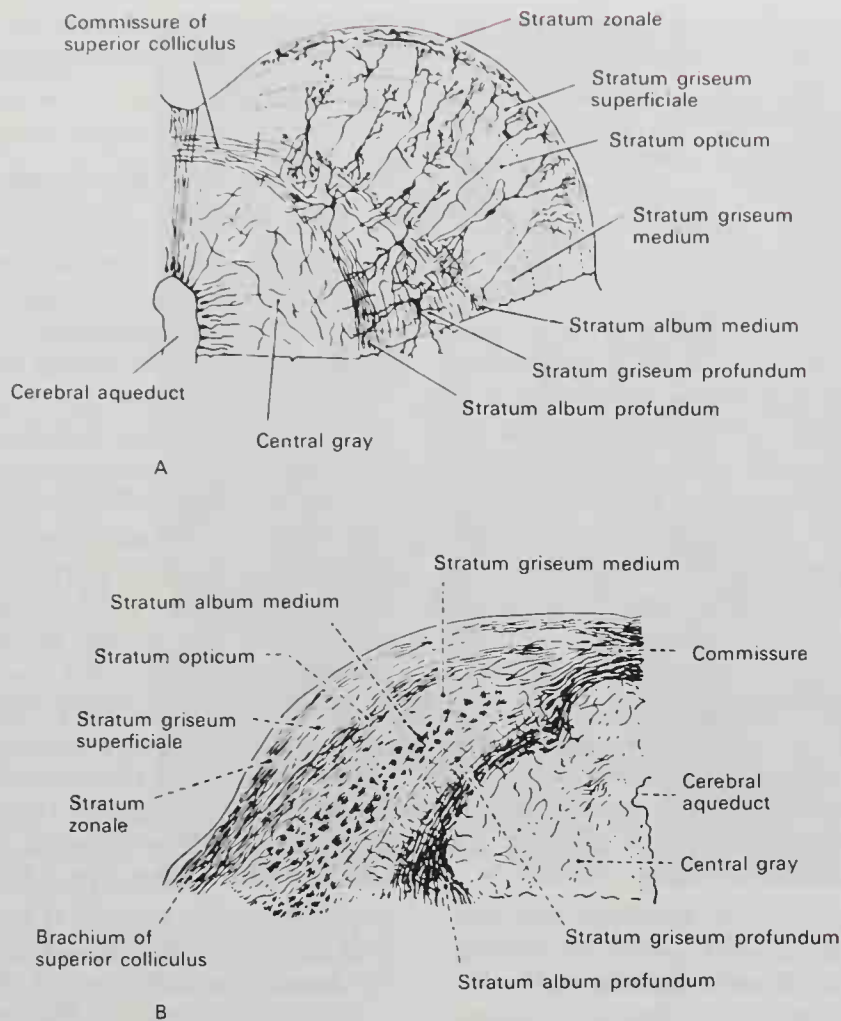 Commissure of
superior colliculus
Stratum zonale
Stratum griseum
superficiale
Stratum opticum
Stratum griseum
medium
Stratum album medium
Stratum griseum profundum
Stratum album profundum
Cerebral aqueduct
Central gray
A
Stratum griseum medium
Stratum album medium
Stratum opticum
Commissure
Stratum griseum
superficiale
Stratum
zonale
Cerebral
aqueduct
Central gray
Brachium of
superior colliculus
Stratum griseum profundum
Stratum album profundum
B